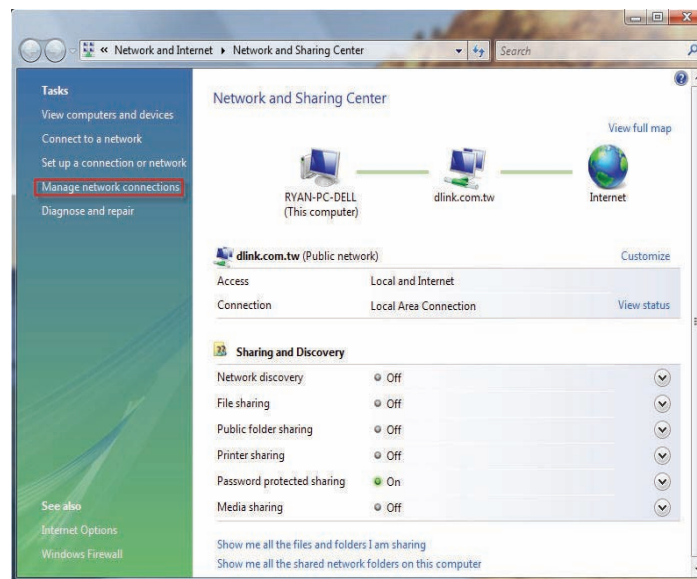 « Network and Internet ▸ Network and Sharing Center
Search
Tasks
View computers and devices
Connect to a network
Set up a connection or network
Manage network connections
Diagnose and repair
See also
Internet Options
Windows Firewall
Network and Sharing Center
View full map
RYAN-PC-DELL
(This computer)
dlink.com.tw
Internet
dlink.com.tw (Public network)
Customize
Access Local and Internet
Connection Local Area Connection View status
Sharing and Discovery
Network discovery Off
File sharing Off
Public folder sharing Off
Printer sharing Off
Password protected sharing On
Media sharing Off
Show me all the files and folders I am sharing
Show me all the shared network folders on this computer